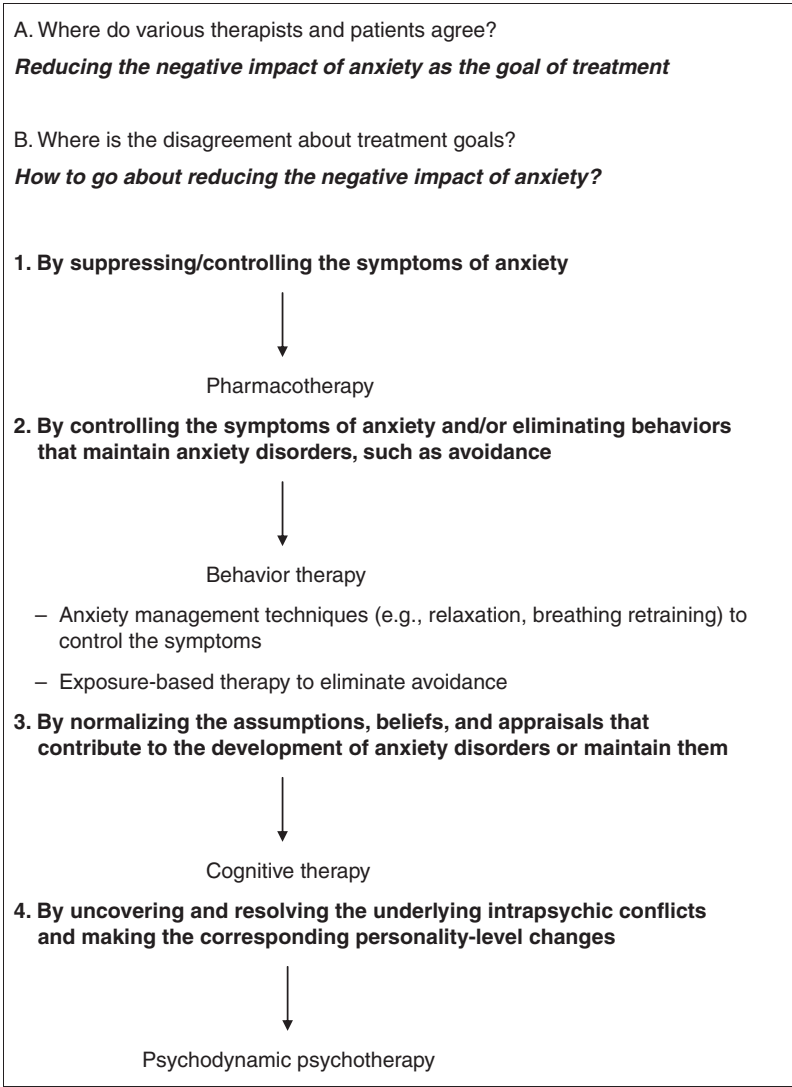 A. Where do various therapists and patients agree?
Reducing the negative impact of anxiety as the goal of treatment
B. Where is the disagreement about treatment goals?
How to go about reducing the negative impact of anxiety?
1. By suppressing/controlling the symptoms of anxiety
Pharmacotherapy
2. By controlling the symptoms of anxiety and/or eliminating behaviors
that maintain anxiety disorders, such as avoidance
Behavior therapy
– Anxiety management techniques (e.g., relaxation, breathing retraining) to
control the symptoms
– Exposure-based therapy to eliminate avoidance
3. By normalizing the assumptions, beliefs, and appraisals that
contribute to the development of anxiety disorders or maintain them
Cognitive therapy
4. By uncovering and resolving the underlying intrapsychic conflicts
and making the corresponding personality-level changes
Psychodynamic psychotherapy